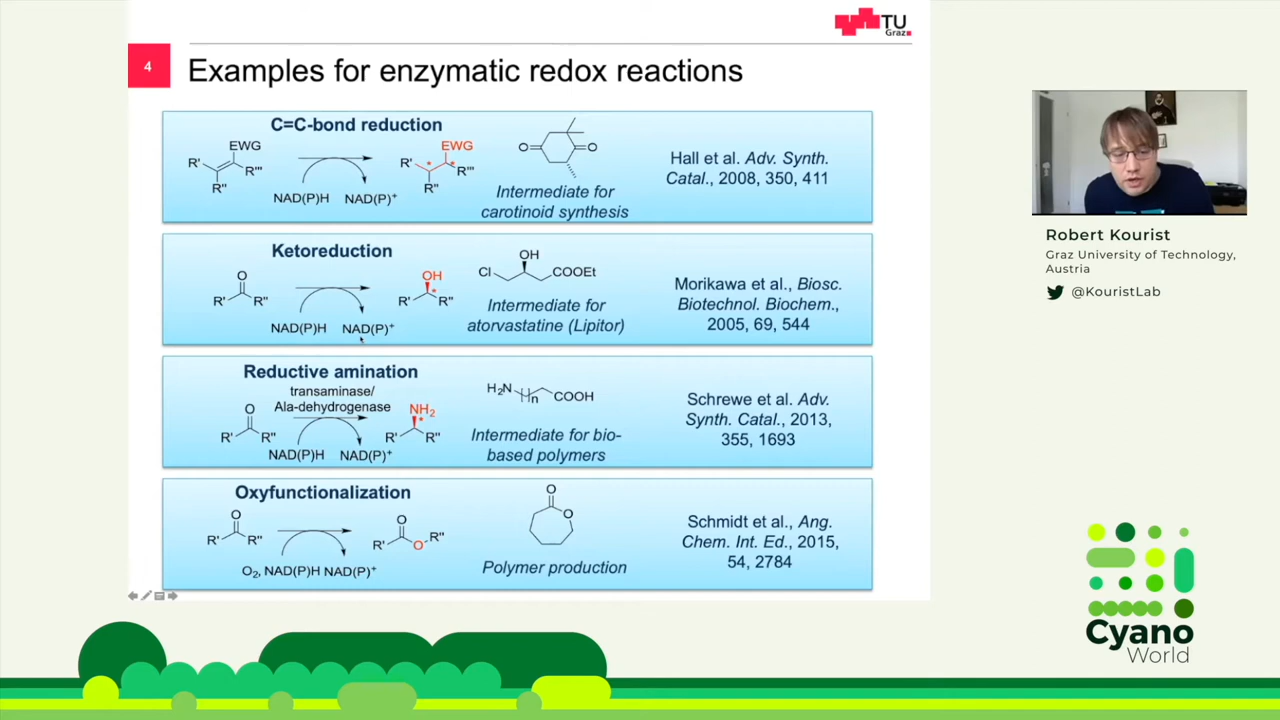 TU
Graz
4
Examples for enzymatic redox reactions
C=C-bond reduction
EWG
R'
R'''
R''
NAD(P)H
NAD(P)⁺
EWG
R'
*
*
R'''
R''
O
O
Intermediate for
carotinoid synthesis
Hall et al. Adv. Synth.
Catal., 2008, 350, 411
Ketoreduction
O
R'
R''
NAD(P)H
NAD(P)⁺
OH
*
R'
R''
OH
Cl
COOEt
Intermediate for
atorvastatine (Lipitor)
Morikawa et al., Biosc.
Biotechnol. Biochem.,
2005, 69, 544
Reductive amination
transaminase/
Ala-dehydrogenase
O
R'
R''
NAD(P)H
NAD(P)⁺
NH₂
*
R'
R''
H₂N
n
COOH
Intermediate for bio-
based polymers
Schrewe et al. Adv.
Synth. Catal., 2013,
355, 1693
Oxyfunctionalization
O
R'
R''
O₂, NAD(P)H NAD(P)⁺
O
R'
O
R''
O
O
Polymer production
Schmidt et al., Ang.
Chem. Int. Ed., 2015,
54, 2784
Robert Kourist
Graz University of Technology,
Austria
@KouristLab
Cyano
World